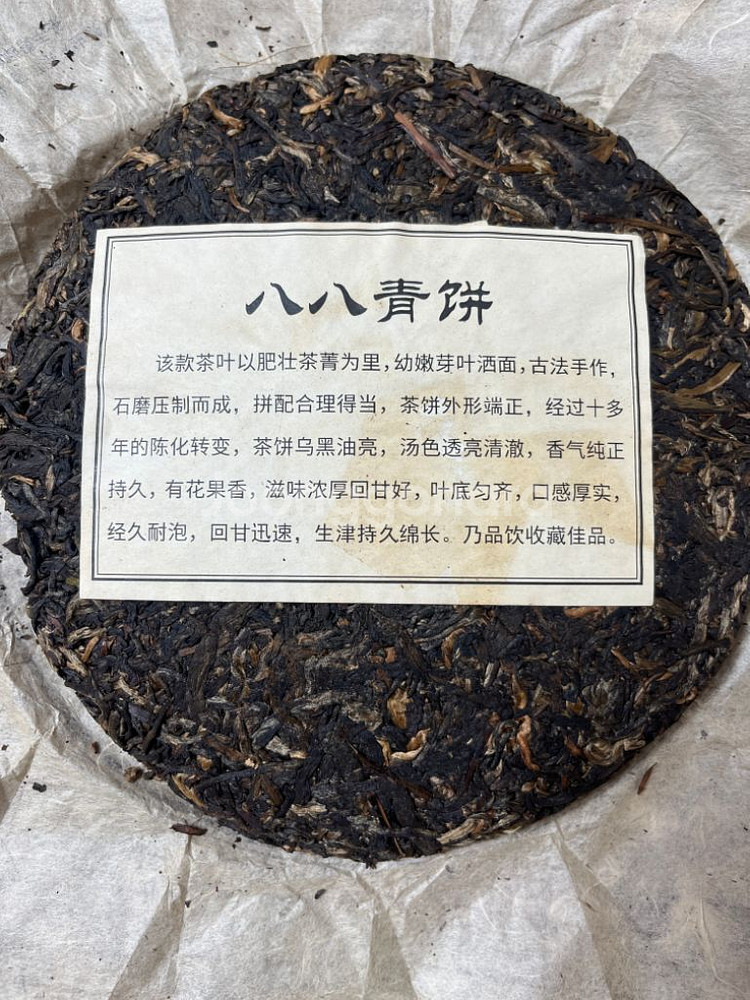 八八青饼
该款茶叶以肥壮茶菁为里,幼嫩芽叶洒面,古法手作,
石磨压制而成，拼配合理得当，茶饼外形端正，经过十多
年的陈化转变，茶饼乌黑油亮，汤色透亮清澈，香气纯正
持久，有花果香，滋味浓厚回甘好，叶底匀齐，口感厚实，
经久耐泡，回甘迅速，生津持久绵长。乃品饮收藏佳品。